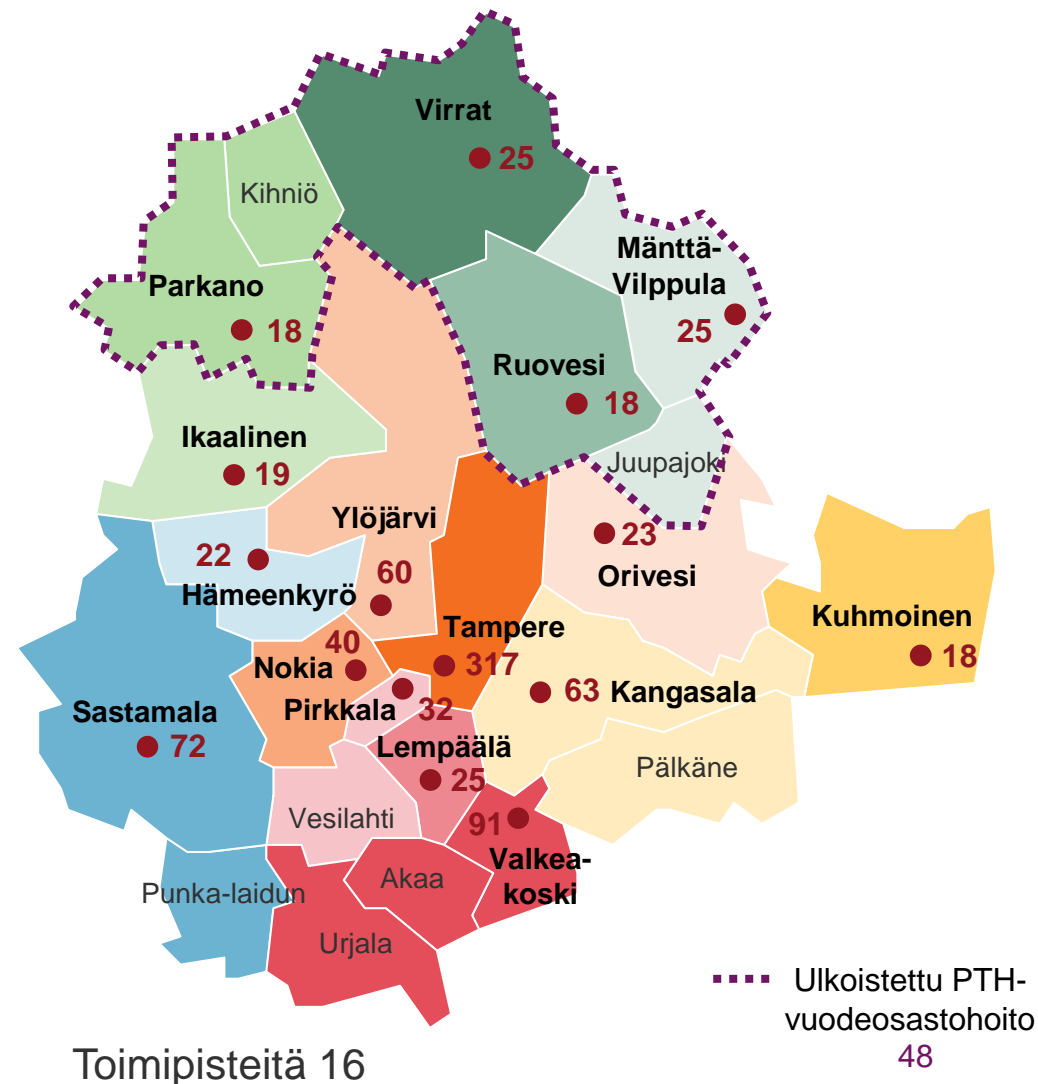 Virrat
25
Kihniö
Mänttä-
Vilppula
25
Parkano
18
Ruovesi
18
Ikaalinen
19
Juupajoki
Ylöjärvi
60
22
Hämeenkyrö
23
Orivesi
Kuhmoinen
18
Tampere
317
40
Nokia
Pirkkala
32
63
Kangasala
Sastamala
72
Lempäälä
25
Pälkäne
Vesilahti
91
Valkea-
koski
Akaa
Punka-laidun
Urjala
Ulkoistettu PTH-
vuodeosastohoito
48
Toimipisteitä 16